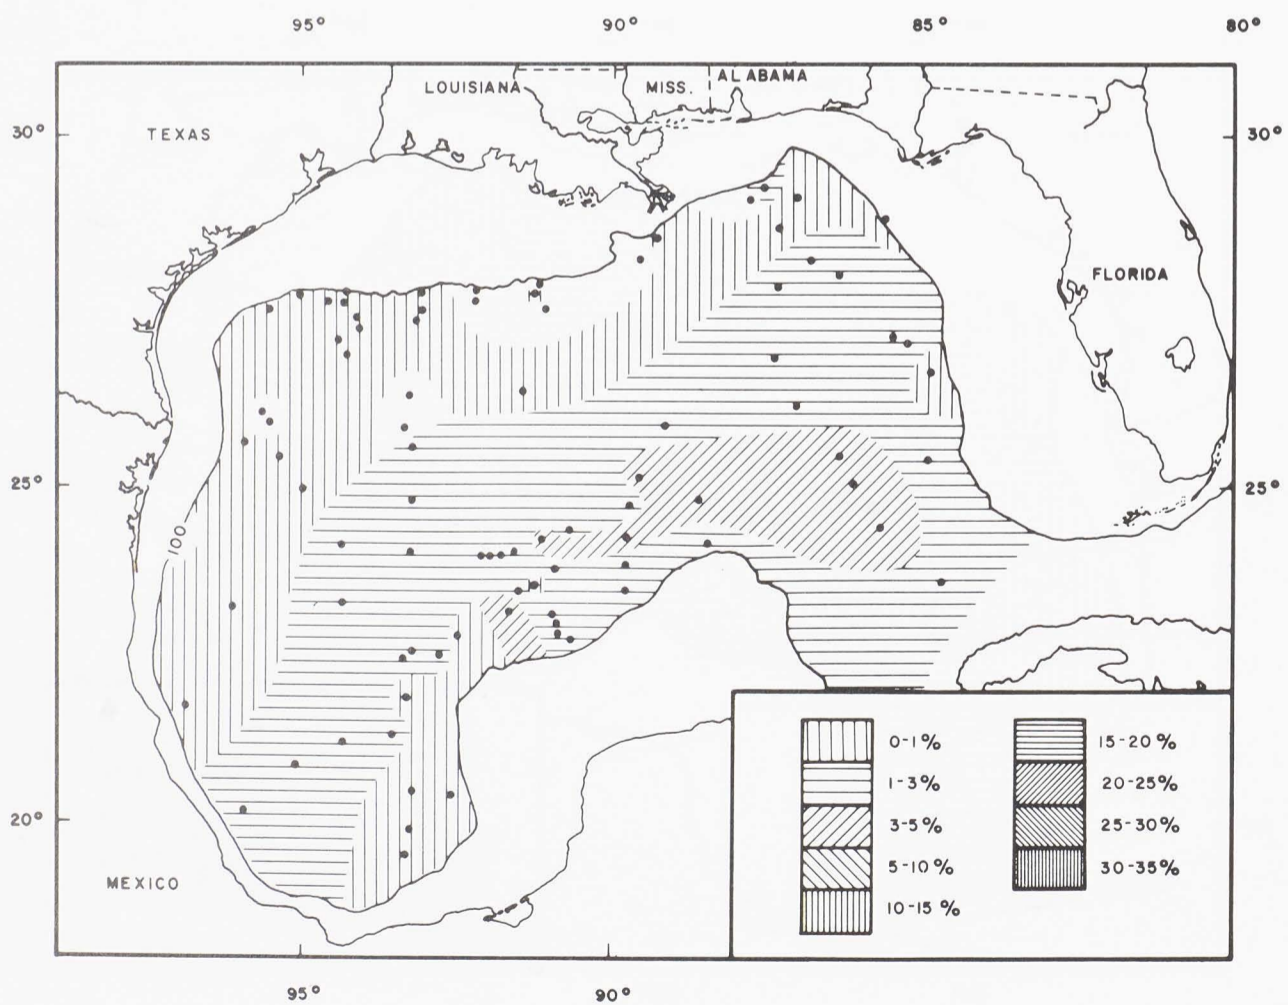 95° 90° 85° 80°
LOUISIANA MISS. ALABAMA
30° TEXAS 30°
FLORIDA
25° 25°
100
0-1% 15-20%
1-3% 20-25%
3-5% 25-30%
5-10% 30-35%
10-15%
20°
MEXICO
95° 90°